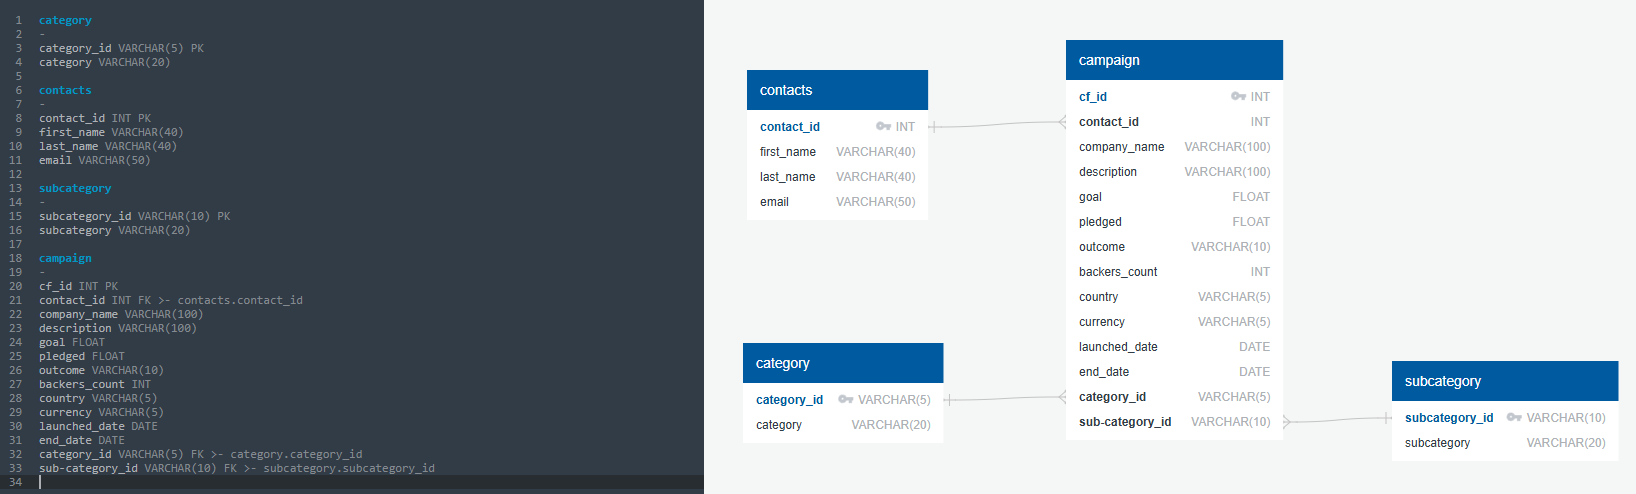 1 category
2 -
3 category_id VARCHAR(5) PK
4 category VARCHAR(20)
5
6 contacts
7 -
8 contact_id INT PK
9 first_name VARCHAR(40)
10 last_name VARCHAR(40)
11 email VARCHAR(50)
12
13 subcategory
14 -
15 subcategory_id VARCHAR(10) PK
16 subcategory VARCHAR(20)
17
18 campaign
19 -
20 cf_id INT PK
21 contact_id INT FK >- contacts.contact_id
22 company_name VARCHAR(100)
23 description VARCHAR(100)
24 goal FLOAT
25 pledged FLOAT
26 outcome VARCHAR(10)
27 backers_count INT
28 country VARCHAR(5)
29 currency VARCHAR(5)
30 launched_date DATE
31 end_date DATE
32 category_id VARCHAR(5) FK >- category.category_id
33 sub-category_id VARCHAR(10) FK >- subcategory.subcategory_id
34
contacts
contact_id INT
first_name VARCHAR(40)
last_name VARCHAR(40)
email VARCHAR(50)
category
category_id VARCHAR(5)
category VARCHAR(20)
campaign
cf_id INT
contact_id INT
company_name VARCHAR(100)
description VARCHAR(100)
goal FLOAT
pledged FLOAT
outcome VARCHAR(10)
backers_count INT
country VARCHAR(5)
currency VARCHAR(5)
launched_date DATE
end_date DATE
category_id VARCHAR(5)
sub-category_id VARCHAR(10)
subcategory
subcategory_id VARCHAR(10)
subcategory VARCHAR(20)